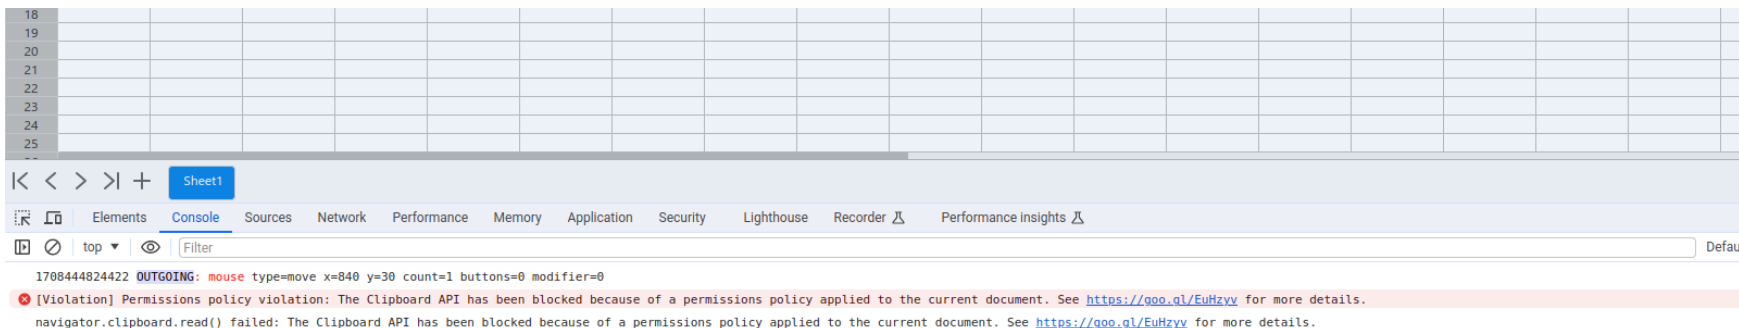 18
19
20
21
22
23
24
25
Sheet1
Elements Console Sources Network Performance Memory Application Security Lighthouse Recorder Performance insights
top Filter Defau
1708444824422 OUTGOING: mouse type=move x=840 y=30 count=1 buttons=0 modifier=0
[Violation] Permissions policy violation: The Clipboard API has been blocked because of a permissions policy applied to the current document. See https://goo.gl/EuHzyv for more details.
navigator.clipboard.read() failed: The Clipboard API has been blocked because of a permissions policy applied to the current document. See https://goo.gl/EuHzyv for more details.